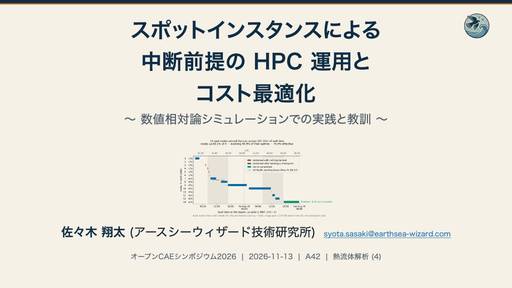 スポットインスタンスによる
中断前提の HPC 運用と
コスト最適化
〜 数値相対論シミュレーションでの実践と教訓 〜
佐々木 翔太 (アースシーウィザード技術研究所) syota.sasaki@earthsea-wizard.com
オープンCAEシンポジウム2026 | 2026-11-13 | A42 | 熱流体解析 (4)